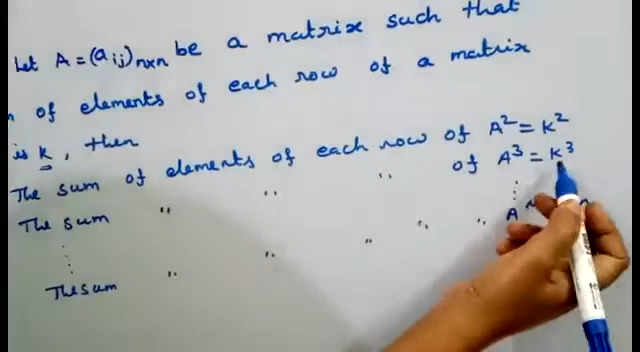 Let A = (aij)nxn be a matrix such that
of elements of each row of a matrix
is k, then
The sum of elements of each row of A² = k²
The sum " " " of A³ = k³
⋮ ⋮
The sum " " " " " A